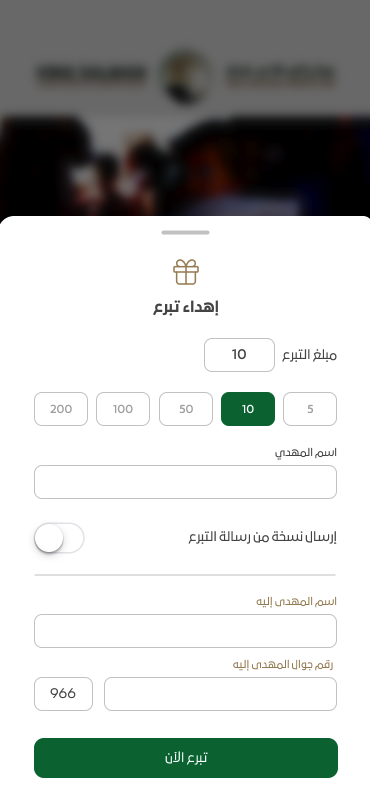 إهداء تبرع
مبلغ التبرع 10
5 10 50 100 200
اسم المهدي
إرسال نسخة من رسالة التبرع
اسم المهدى إليه
رقم جوال المهدى إليه
966
تبرع الآن